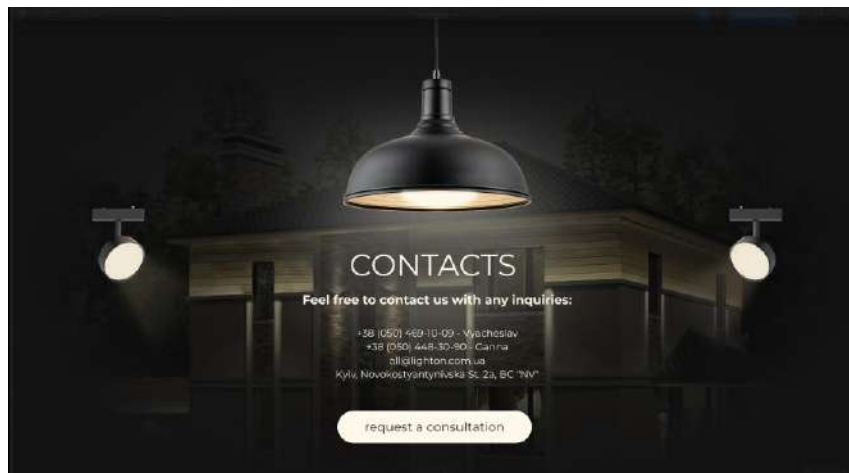 CONTACTS
Feel free to contact us with any inquiries:
+38 (050) 469-10-09 - Vyacheslav
+38 (050) 448-30-90 - Ganna
all@lighton.com.ua
Kyiv, Novokostyantynivska St. 2a, BC "NV"
request a consultation